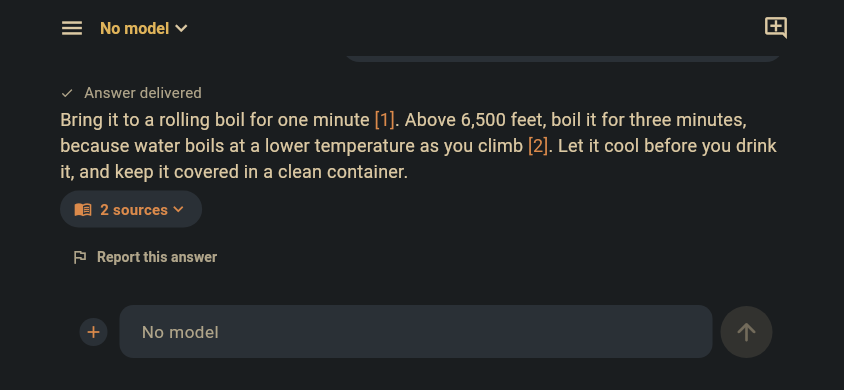 No model
Answer delivered
Bring it to a rolling boil for one minute [1]. Above 6,500 feet, boil it for three minutes,
because water boils at a lower temperature as you climb [2]. Let it cool before you drink
it, and keep it covered in a clean container.
2 sources
Report this answer
No model